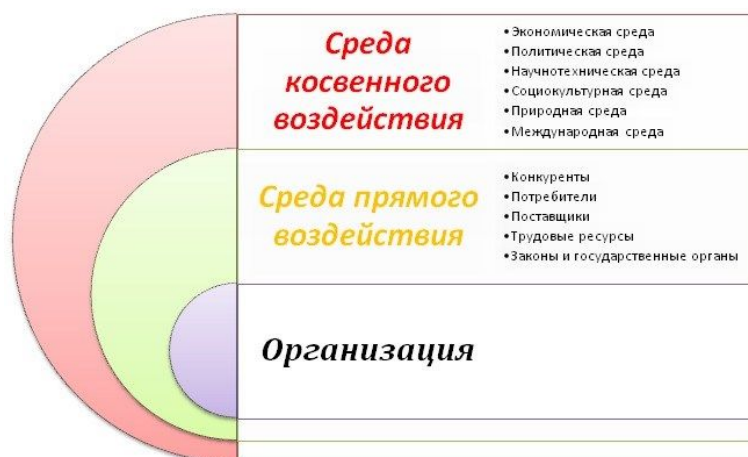 Среда
косвенного
воздействия
•Экономическая среда
•Политическая среда
•Научнотехническая среда
•Социокультурная среда
•Природная среда
•Международная среда
Среда прямого
воздействия
•Конкуренты
•Потребители
•Поставщики
•Трудовые ресурсы
•Законы и государственные органы
Организация